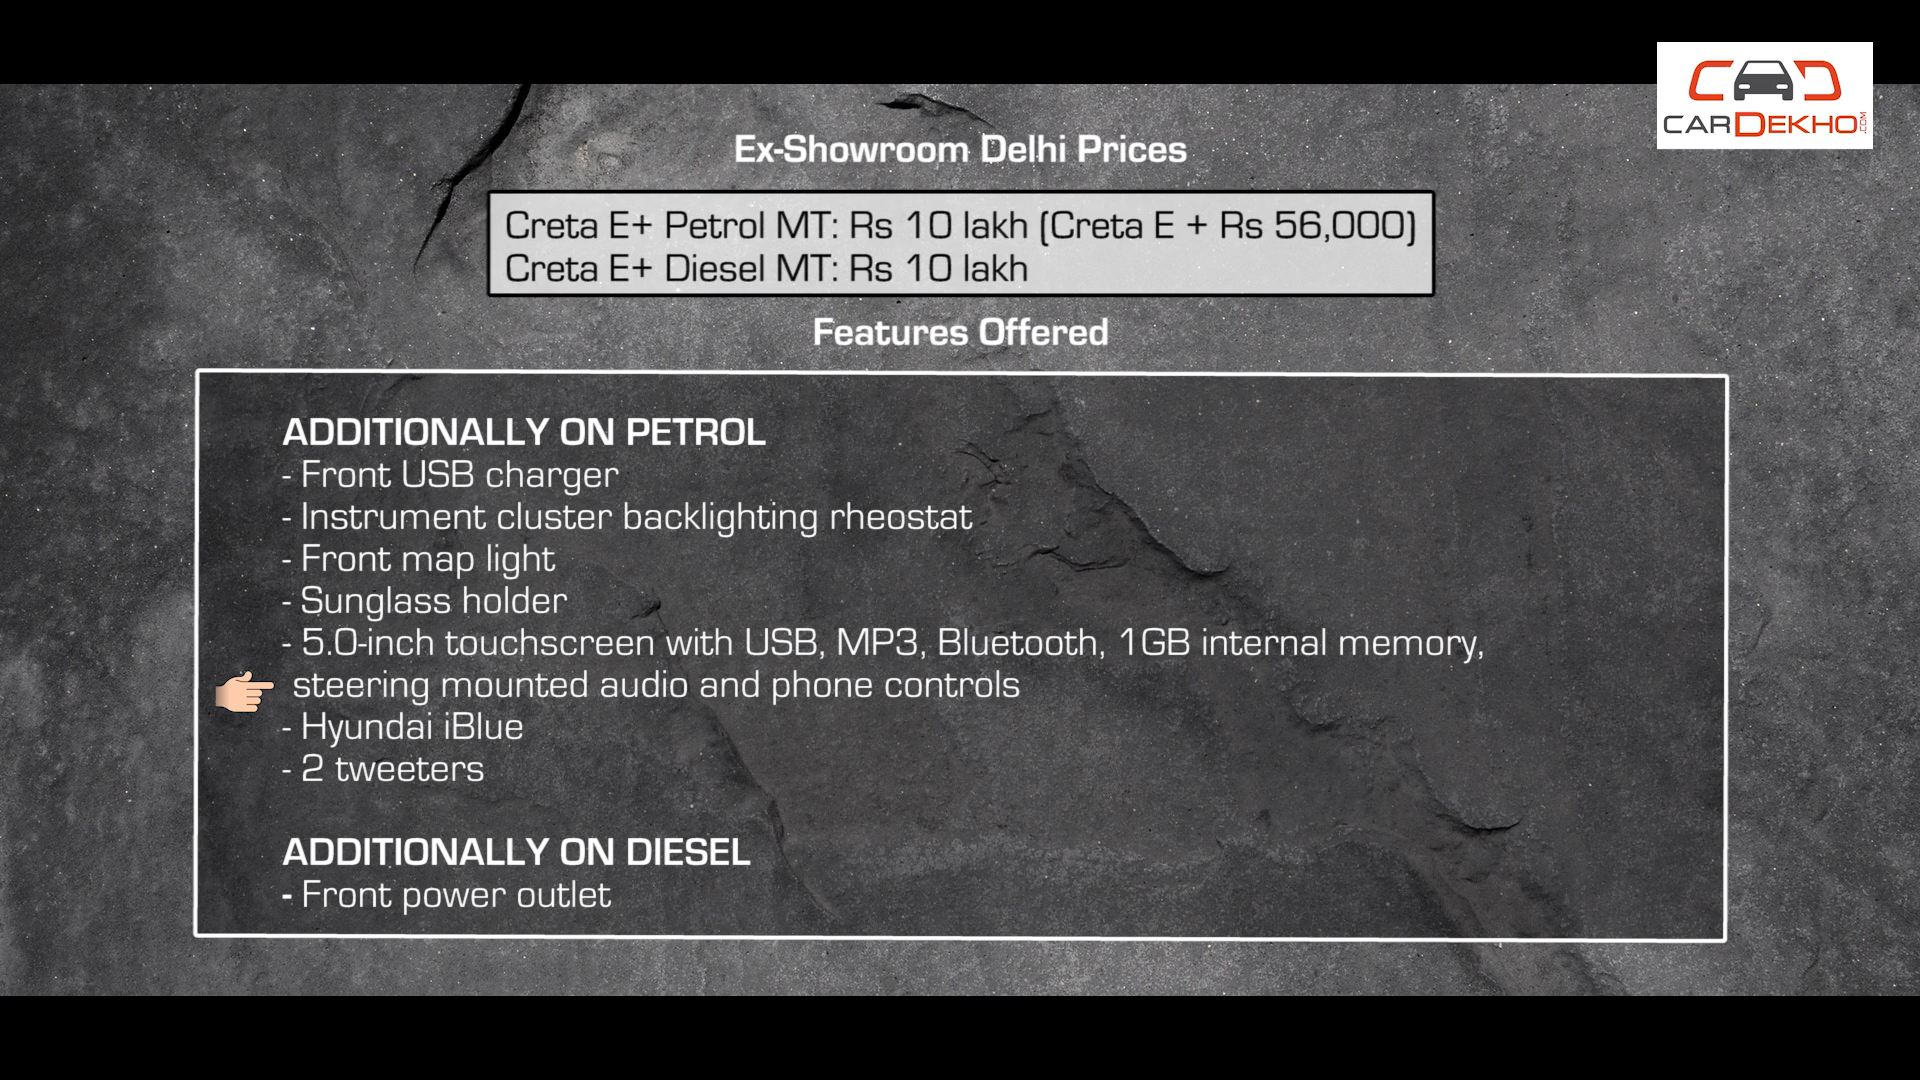 CARDEKHO.COM
Ex-Showroom Delhi Prices
Creta E+ Petrol MT: Rs 10 lakh (Creta E + Rs 56,000)
Creta E+ Diesel MT: Rs 10 lakh
Features Offered
ADDITIONALLY ON PETROL
- Front USB charger
- Instrument cluster backlighting rheostat
- Front map light
- Sunglass holder
- 5.0-inch touchscreen with USB, MP3, Bluetooth, 1GB internal memory,
steering mounted audio and phone controls
- Hyundai iBlue
- 2 tweeters
ADDITIONALLY ON DIESEL
- Front power outlet